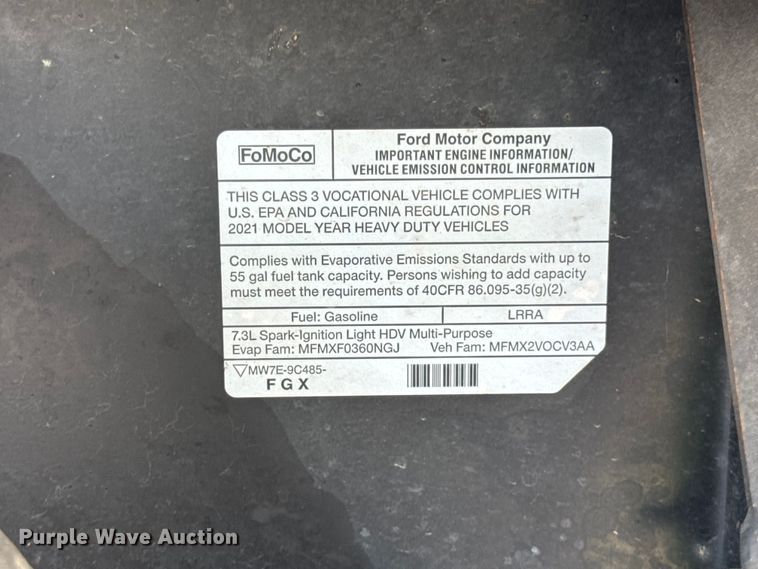 FoMoCo
Ford Motor Company
IMPORTANT ENGINE INFORMATION/
VEHICLE EMISSION CONTROL INFORMATION
THIS CLASS 3 VOCATIONAL VEHICLE COMPLIES WITH
U.S. EPA AND CALIFORNIA REGULATIONS FOR
2021 MODEL YEAR HEAVY DUTY VEHICLES
Complies with Evaporative Emissions Standards with up to
55 gal fuel tank capacity. Persons wishing to add capacity
must meet the requirements of 40CFR 86.095-35(g)(2).
Fuel: Gasoline LRRA
7.3L Spark-Ignition Light HDV Multi-Purpose
Evap Fam: MFMXF0360NGJ Veh Fam: MFMX2VOCV3AA
MW7E-9C485-
F G X
Purple Wave Auction